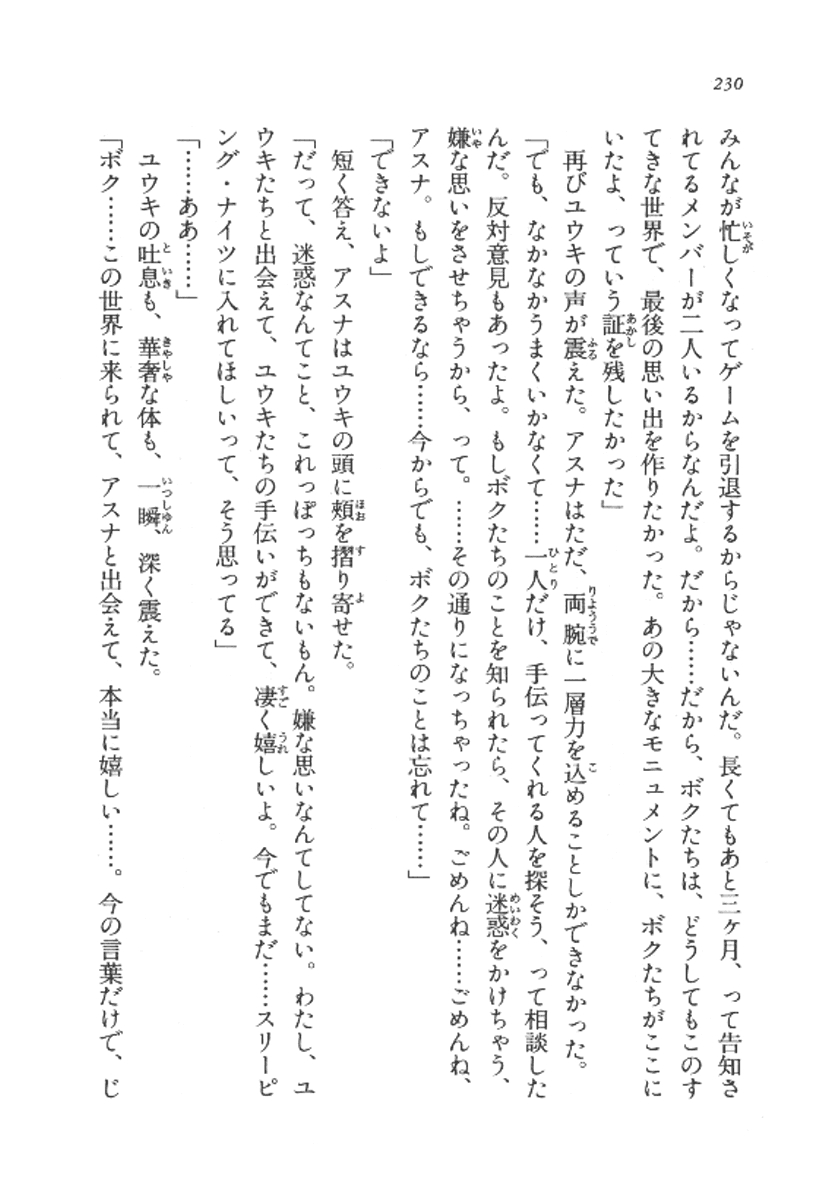 230
みんなが忙しくなってゲームを引退するからじゃないんだ。長くてもあと三ヶ月、って告知さ
れてるメンバーが二人いるからなんだよ。だから……だから、ボクたちは、どうしてもこのす
てきな世界で、最後の思い出を作りたかった。あの大きなモニュメントに、ボクたちがここに
いたよ、っていう証を残したかった」
再びユウキの声が震えた。アスナはただ、両腕に一層力を込めることしかできなかった。
「でも、なかなかうまくいかなくて……一人だけ、手伝ってくれる人を探そう、って相談した
んだ。反対意見もあったよ。もしボクたちのことを知られたら、その人に迷惑をかけちゃう、
嫌な思いをさせちゃうから、って。……その通りになっちゃったね。ごめんね……ごめんね、
アスナ。もしできるなら……今からでも、ボクたちのことは忘れて……」
「できないよ」
短く答え、アスナはユウキの頭に頬を摺り寄せた。
「だって、迷惑なんてこと、これっぽっちもないもん。嫌な思いなんてしてない。わたし、ユ
ウキたちと出会えて、ユウキたちの手伝いができて、凄く嬉しいよ。今でもまだ……スリーピ
ング・ナイツに入れてほしいって、そう思ってる」
「……ああ……」
ユウキの吐息も、華奢な体も、一瞬、深く震えた。
「ボク……この世界に来られて、アスナと出会えて、本当に嬉しい……。今の言葉だけで、じ